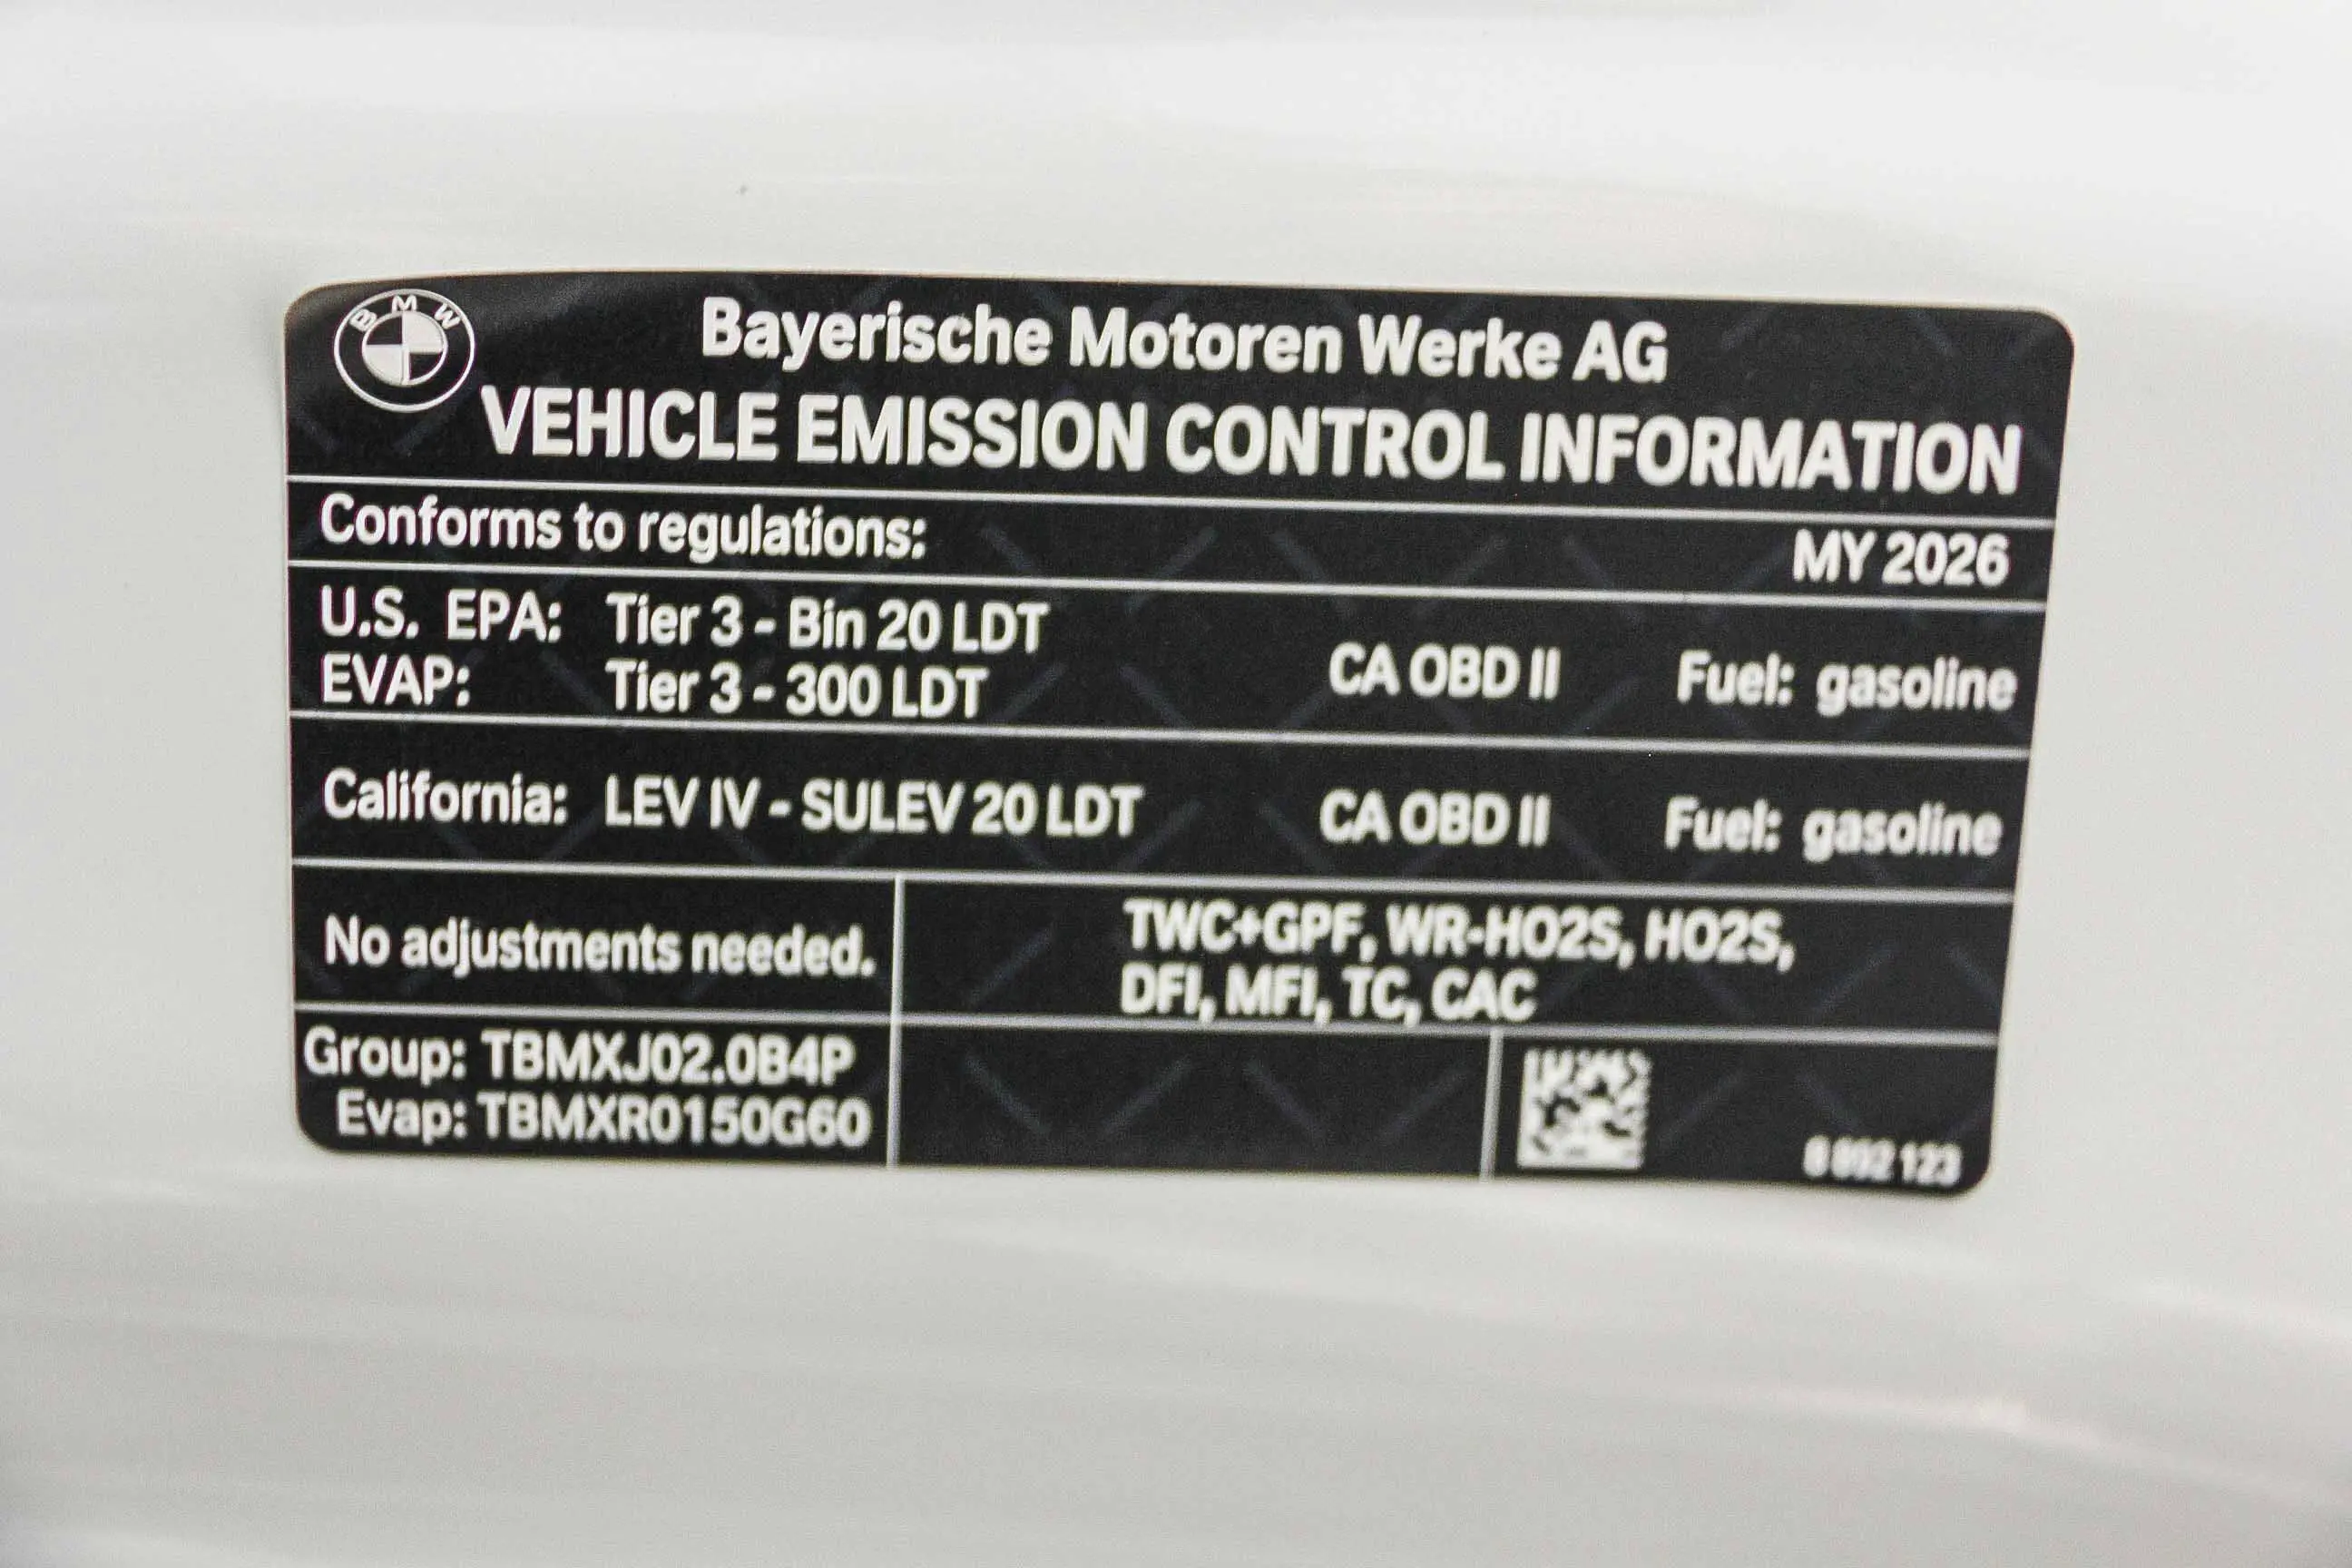 BMW
Bayerische Motoren Werke AG
VEHICLE EMISSION CONTROL INFORMATION
Conforms to regulations: MY 2026
U.S. EPA: Tier 3 - Bin 20 LDT
EVAP: Tier 3 - 300 LDT
CA OBD II Fuel: gasoline
California: LEV IV - SULEV 20 LDT CA OBD II Fuel: gasoline
No adjustments needed.
TWC+GPF, WR-HO2S, HO2S,
DFI, MFI, TC, CAC
Group: TBMXJ02.0B4P
Evap: TBMXR0150G60
123